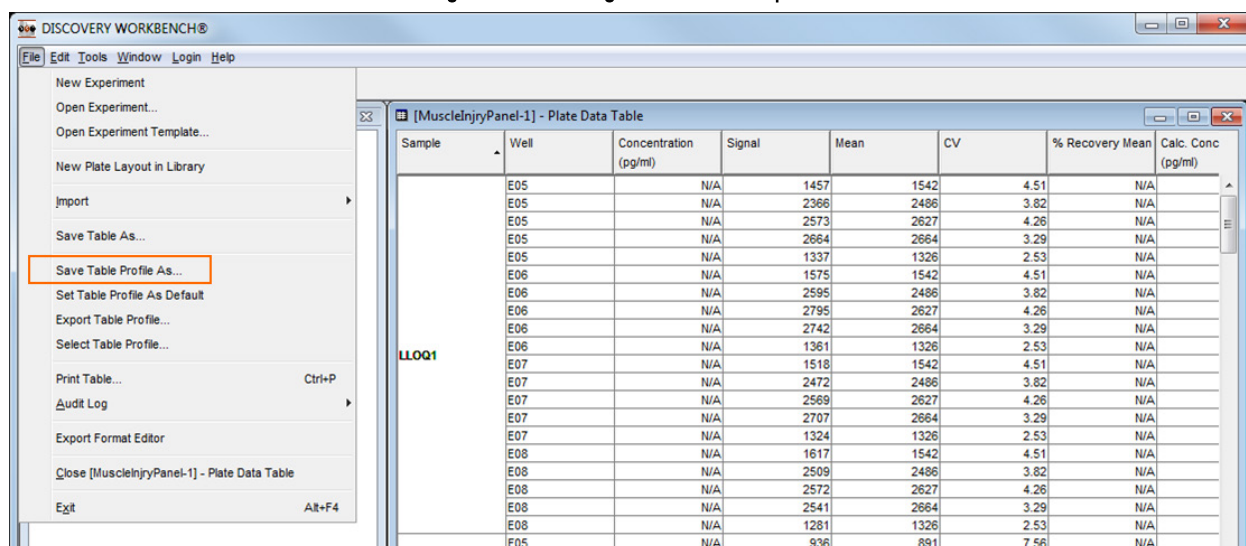 DISCOVERY WORKBENCH®
File Edit Tools Window Login Help
New Experiment
Open Experiment...
Open Experiment Template...
New Plate Layout in Library
Import
Save Table As...
Save Table Profile As...
Set Table Profile As Default
Export Table Profile...
Select Table Profile...
Print Table... Ctrl+P
Audit Log
Export Format Editor
Close [MuscleInjryPanel-1] - Plate Data Table
Exit Alt+F4
[MuscleInjryPanel-1] - Plate Data Table
Sample Well Concentration Signal Mean CV % Recovery Mean Calc. Conc
(pg/ml) (pg/ml)
E05 N/A 1457 1542 4.51 N/A
E05 N/A 2366 2486 3.82 N/A
E05 N/A 2573 2627 4.26 N/A
E05 N/A 2664 2664 3.29 N/A
E05 N/A 1337 1326 2.53 N/A
E06 N/A 1575 1542 4.51 N/A
E06 N/A 2595 2486 3.82 N/A
E06 N/A 2795 2627 4.26 N/A
E06 N/A 2742 2664 3.29 N/A
E06 N/A 1361 1326 2.53 N/A
LLOQ1
E07 N/A 1518 1542 4.51 N/A
E07 N/A 2472 2486 3.82 N/A
E07 N/A 2569 2627 4.26 N/A
E07 N/A 2707 2664 3.29 N/A
E07 N/A 1324 1326 2.53 N/A
E08 N/A 1617 1542 4.51 N/A
E08 N/A 2509 2486 3.82 N/A
E08 N/A 2572 2627 4.26 N/A
E08 N/A 2541 2664 3.29 N/A
E08 N/A 1281 1326 2.53 N/A
E05 N/A 936 891 7.56 N/A